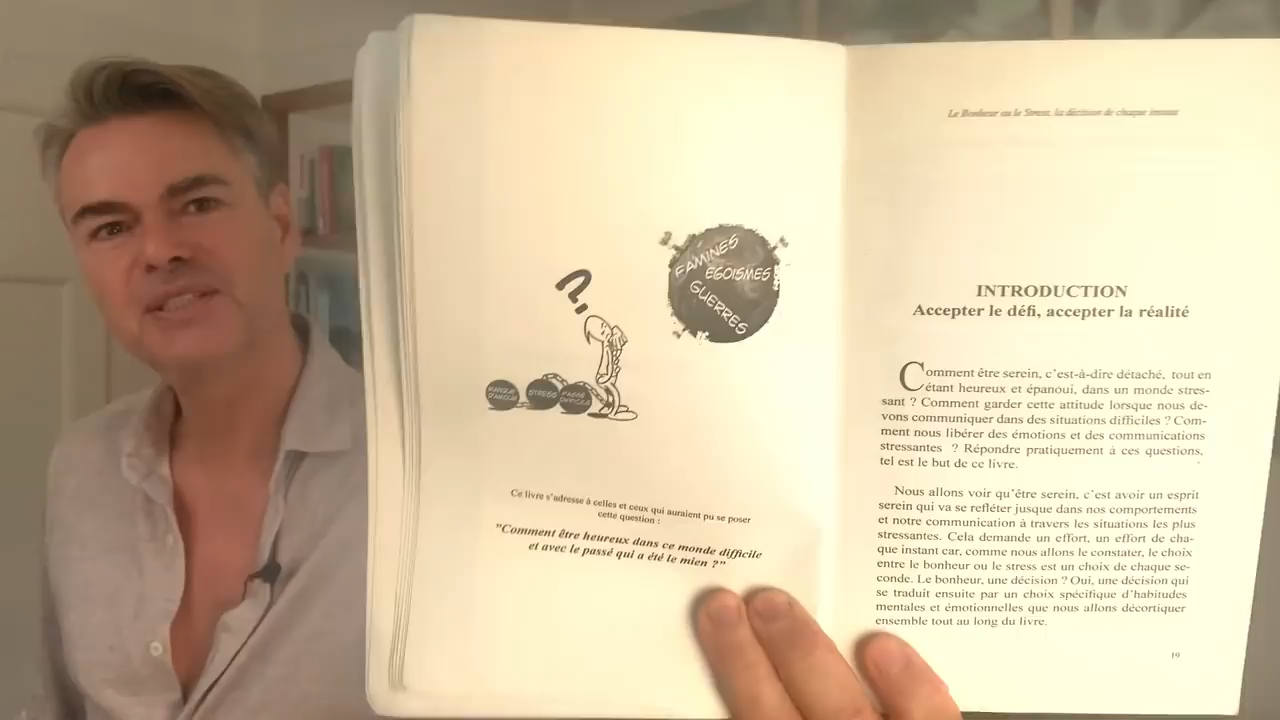 FAMINES
EGOISMES
GUERRES
?
MANQUE
D'AMOUR
STRESS
PASSÉ
DIFFICILE
Ce livre s'adresse à celles et ceux qui auraient pu se poser
cette question :
"Comment être heureux dans ce monde difficile
et avec le passé qui a été le mien ?"
Le Bonheur ou le Stress, la décision de chaque instant
INTRODUCTION
Accepter le défi, accepter la réalité
Comment être serein, c'est-à-dire détaché, tout en
étant heureux et épanoui, dans un monde stres-
sant ? Comment garder cette attitude lorsque nous de-
vons communiquer dans des situations difficiles ? Com-
ment nous libérer des émotions et des communications
stressantes ? Répondre pratiquement à ces questions,
tel est le but de ce livre.
Nous allons voir qu'être serein, c'est avoir un esprit
serein qui va se refléter jusque dans nos comportements
et notre communication à travers les situations les plus
stressantes. Cela demande un effort, un effort de cha-
que instant car, comme nous allons le constater, le choix
entre le bonheur ou le stress est un choix de chaque se-
conde. Le bonheur, une décision ? Oui, une décision qui
se traduit ensuite par un choix spécifique d'habitudes
mentales et émotionnelles que nous allons décortiquer
ensemble tout au long du livre.
19